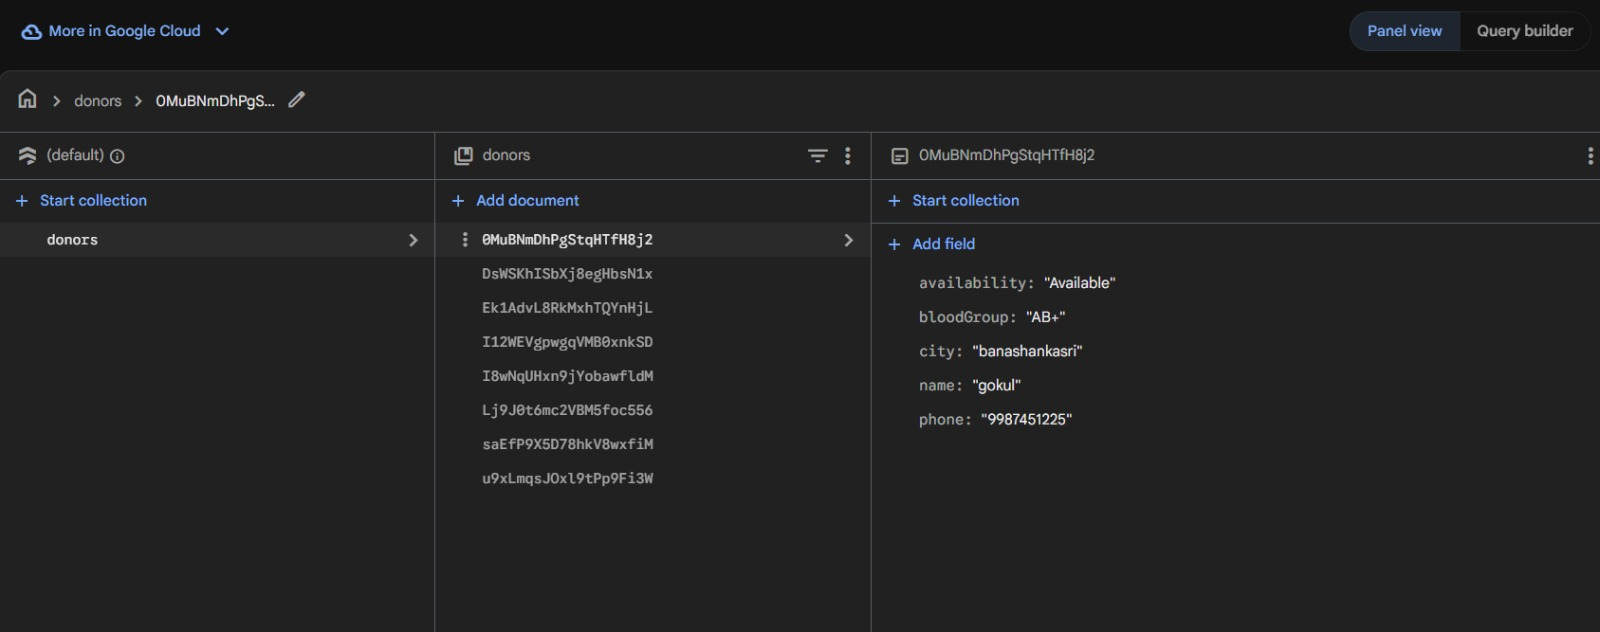 More in Google Cloud
Panel view
Query builder
donors
0MuBNmDhPgS...
(default)
donors
0MuBNmDhPgStqHTfH8j2
+ Start collection
+ Add document
+ Start collection
donors
0MuBNmDhPgStqHTfH8j2
DsWSKhISbXj8egHbsN1x
Ek1AdvL8RkMxhTQYnHjL
I12WEVgpwgqVMB0xnkSD
I8wNqUHxn9jYobawfldM
Lj9J0t6mc2VBM5foc556
saEfP9X5D78hkV8wxfiM
u9xLmqsJOxl9tPp9Fi3W
+ Add field
availability: "Available"
bloodGroup: "AB+"
city: "banashankasri"
name: "gokul"
phone: "9987451225"